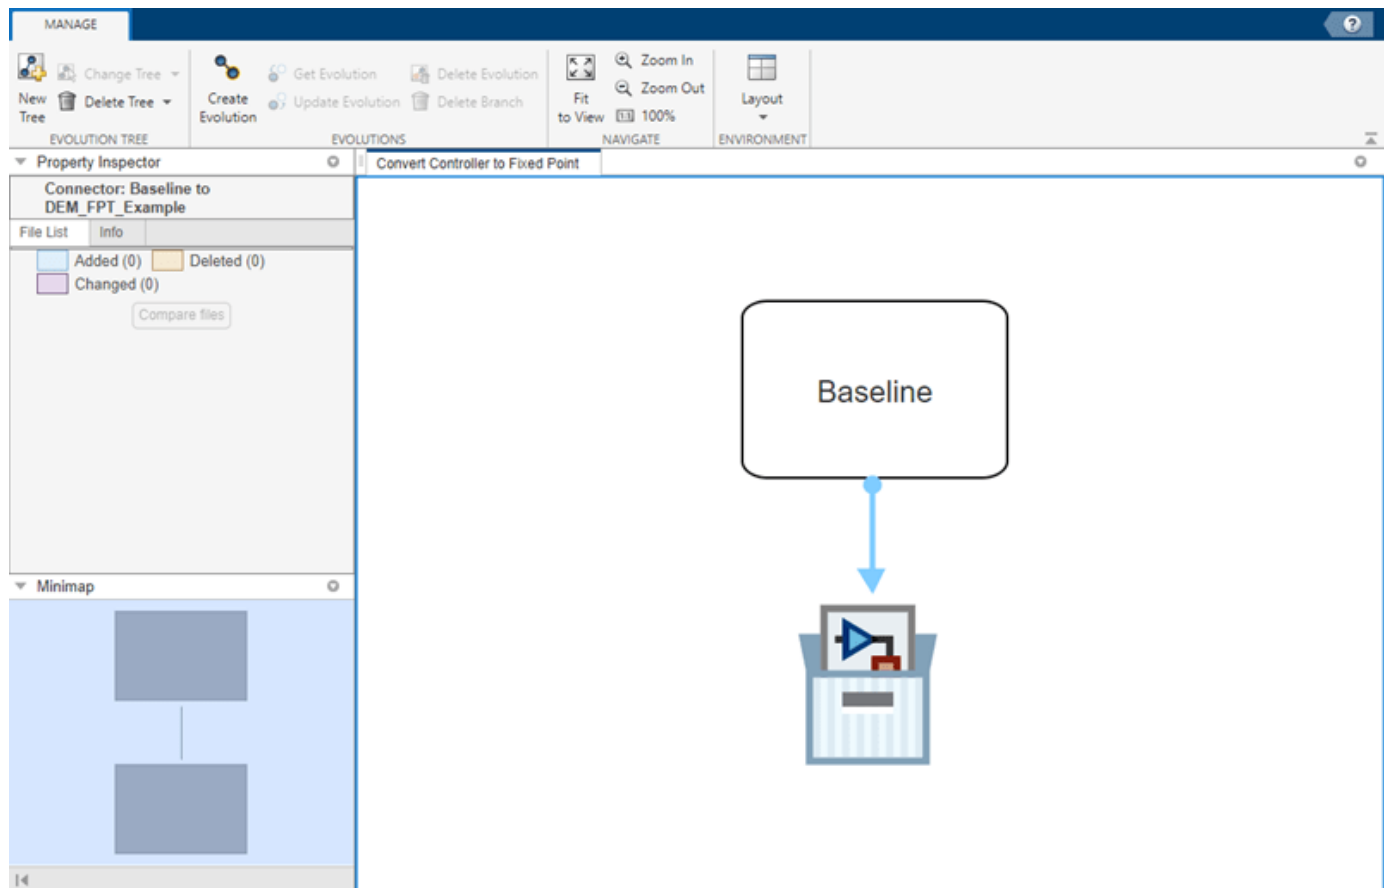 MANAGE
?
New Tree
Change Tree
Delete Tree
EVOLUTION TREE
Create Evolution
Get Evolution
Update Evolution
Delete Evolution
Delete Branch
EVOLUTIONS
Fit to View
Zoom In
Zoom Out
1:1 100%
NAVIGATE
Layout
ENVIRONMENT
Property Inspector
Connector: Baseline to
DEM_FPT_Example
File List Info
Added (0) Deleted (0)
Changed (0)
Compare files
Minimap
Convert Controller to Fixed Point
Baseline